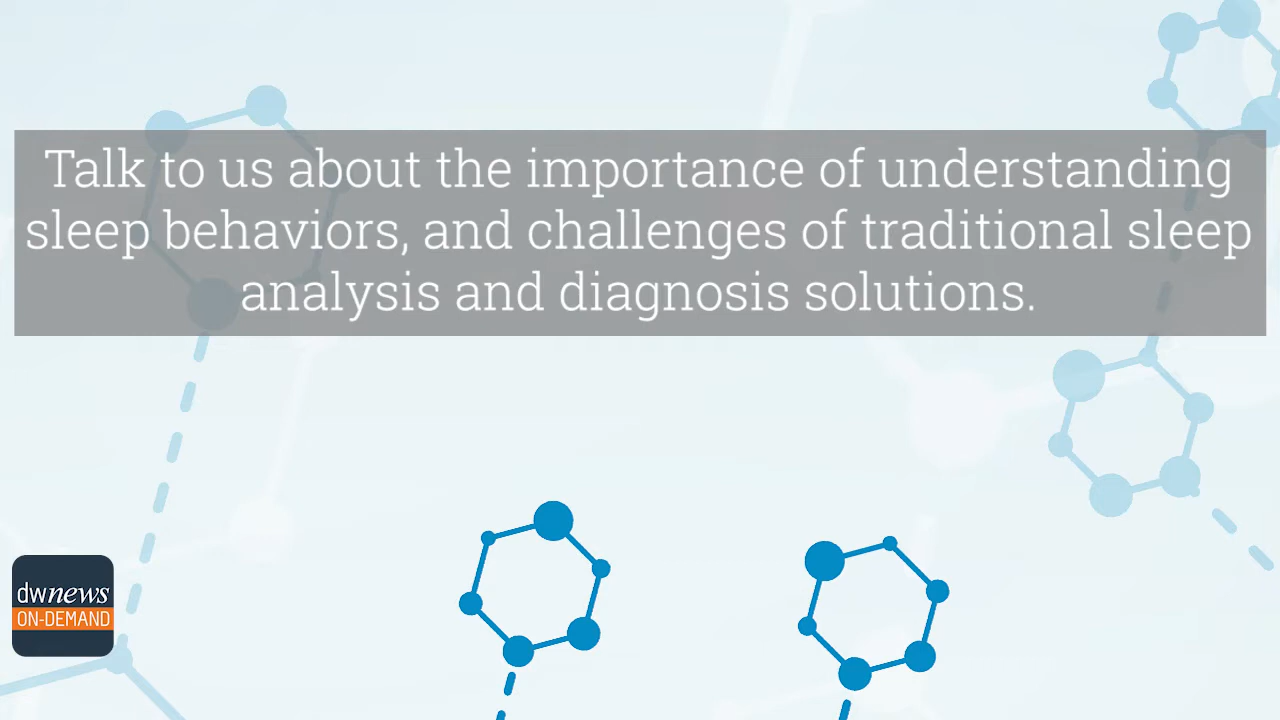 Talk to us about the importance of understanding
sleep behaviors, and challenges of traditional sleep
analysis and diagnosis solutions.
dwnews
ON-DEMAND